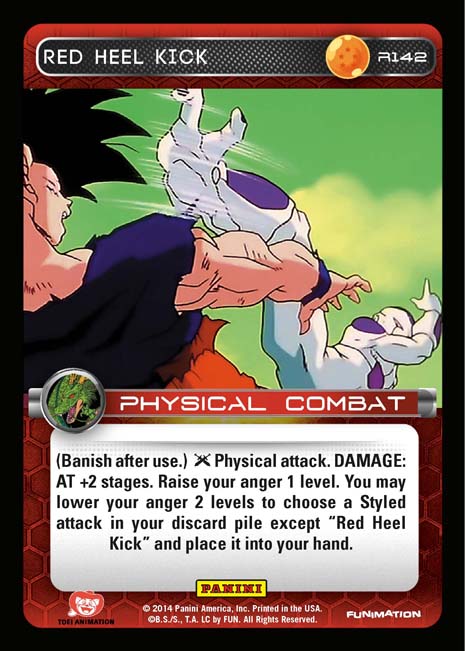 RED HEEL KICK R142
PHYSICAL COMBAT
(Banish after use.) Physical attack. DAMAGE:
AT +2 stages. Raise your anger 1 level. You may
lower your anger 2 levels to choose a Styled
attack in your discard pile except “Red Heel
Kick” and place it into your hand.
PANINI
TOEI ANIMATION
© 2014 Panini America, Inc. Printed in the USA.
©B.S./S., T.A. LC by FUN. All Rights Reserved.
FUNIMATION